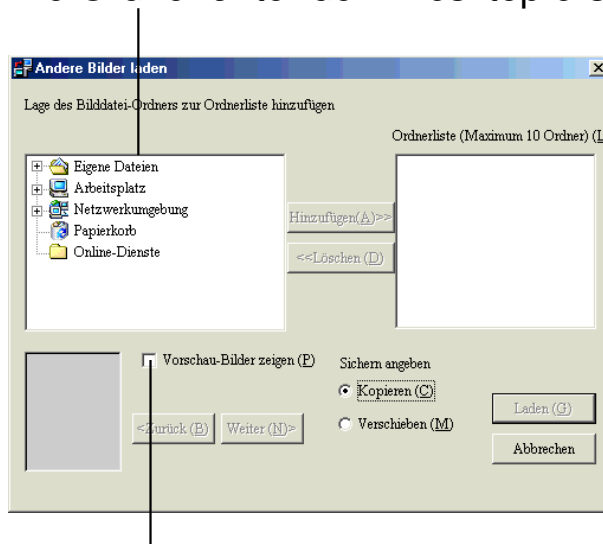 Andere Bilder laden
Lage des Bilddatei-Ordners zur Ordnerliste hinzufügen
Ordnerliste (Maximum 10 Ordner) (L
Eigene Dateien
Arbeitsplatz
Netzwerkumgebung
Papierkorb
Online-Dienste
Hinzufügen(A)>>
<<Löschen (D)
Vorschau-Bilder zeigen (P)
Sichern angeben
Kopieren (C)
Verschieben (M)
<Zurück (B)
Weiter (N)>
Laden (G)
Abbrechen